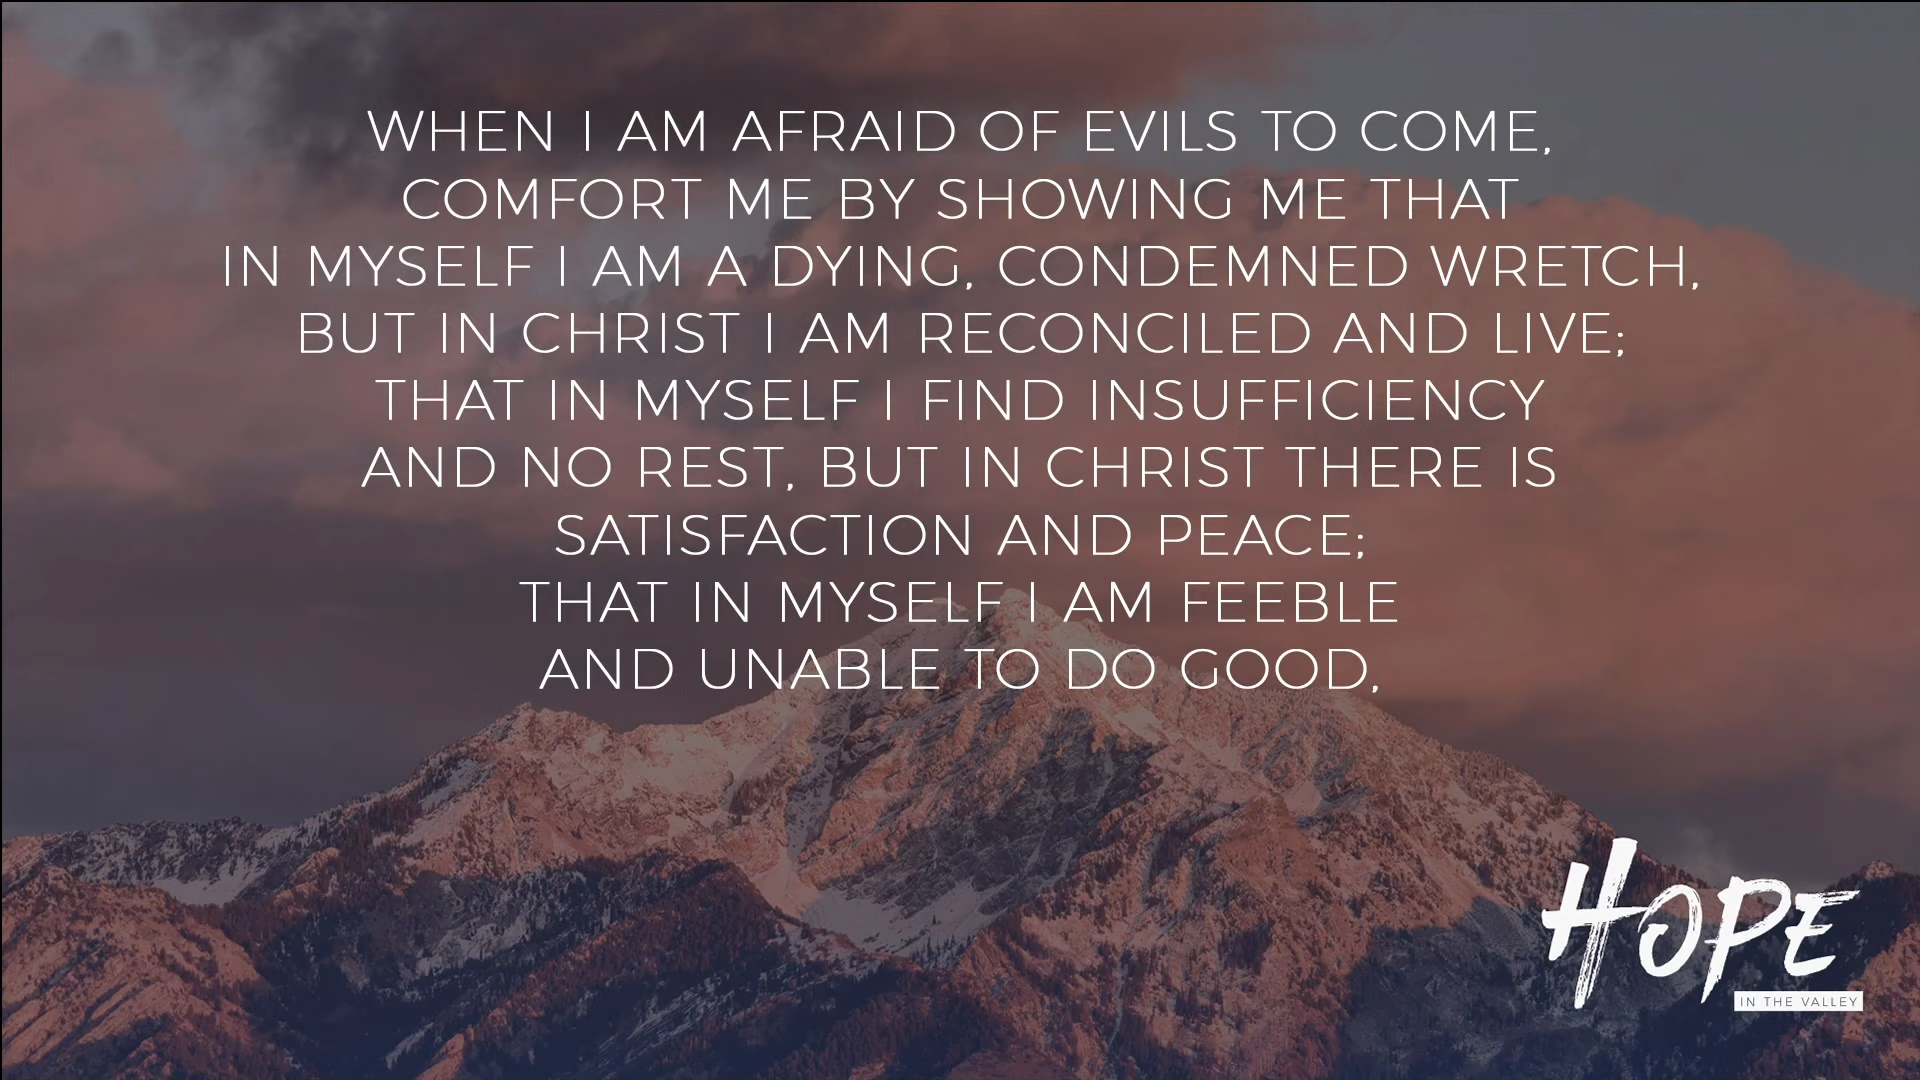 WHEN I AM AFRAID OF EVILS TO COME,
COMFORT ME BY SHOWING ME THAT
IN MYSELF I AM A DYING, CONDEMNED WRETCH,
BUT IN CHRIST I AM RECONCILED AND LIVE;
THAT IN MYSELF I FIND INSUFFICIENCY
AND NO REST, BUT IN CHRIST THERE IS
SATISFACTION AND PEACE;
THAT IN MYSELF I AM FEEBLE
AND UNABLE TO DO GOOD,
HOPE
IN THE VALLEY